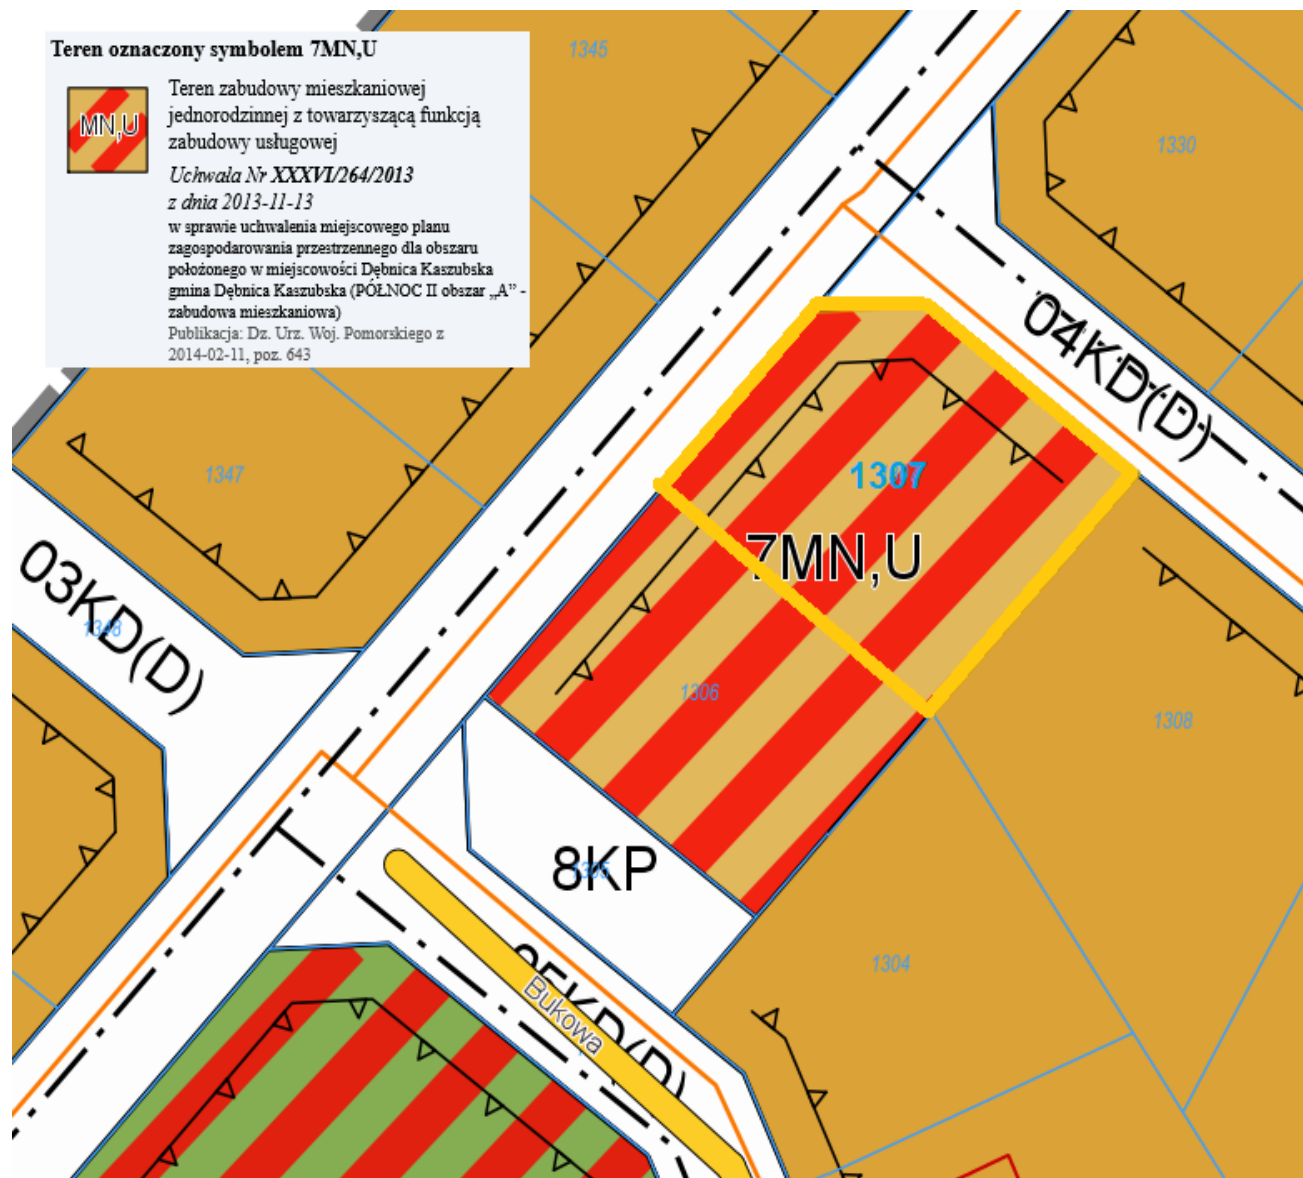 Teren oznaczony symbolem 7MN,U
MN,U
Teren zabudowy mieszkaniowej
jednorodzinnej z towarzyszącą funkcją
zabudowy usługowej
Uchwała Nr XXXVI/264/2013
z dnia 2013-11-13
w sprawie uchwalenia miejscowego planu
zagospodarowania przestrzennego dla obszaru
położonego w miejscowości Dębnica Kaszubska
gmina Dębnica Kaszubska (PÓŁNOC II obszar „A” -
zabudowa mieszkaniowa)
Publikacja: Dz. Urz. Woj. Pomorskiego z
2014-02-11, poz. 643
1345
1330
04KD(D)
1347
1307
7MN,U
03KD(D)
1348
1306
1308
8KP
1305
1304
05KD(D)
Bukowa